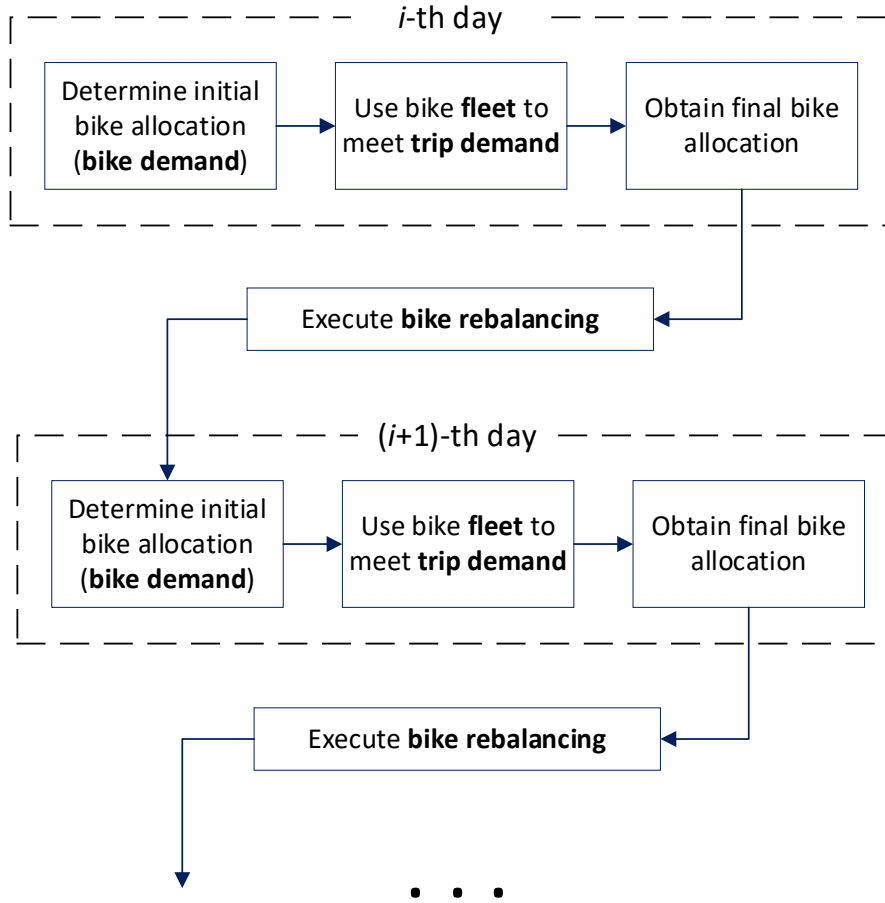 i-th day
Determine initial
bike allocation
(bike demand)
Use bike fleet to
meet trip demand
Obtain final bike
allocation
Execute bike rebalancing
(i+1)-th day
Determine initial
bike allocation
(bike demand)
Use bike fleet to
meet trip demand
Obtain final bike
allocation
Execute bike rebalancing
. . .